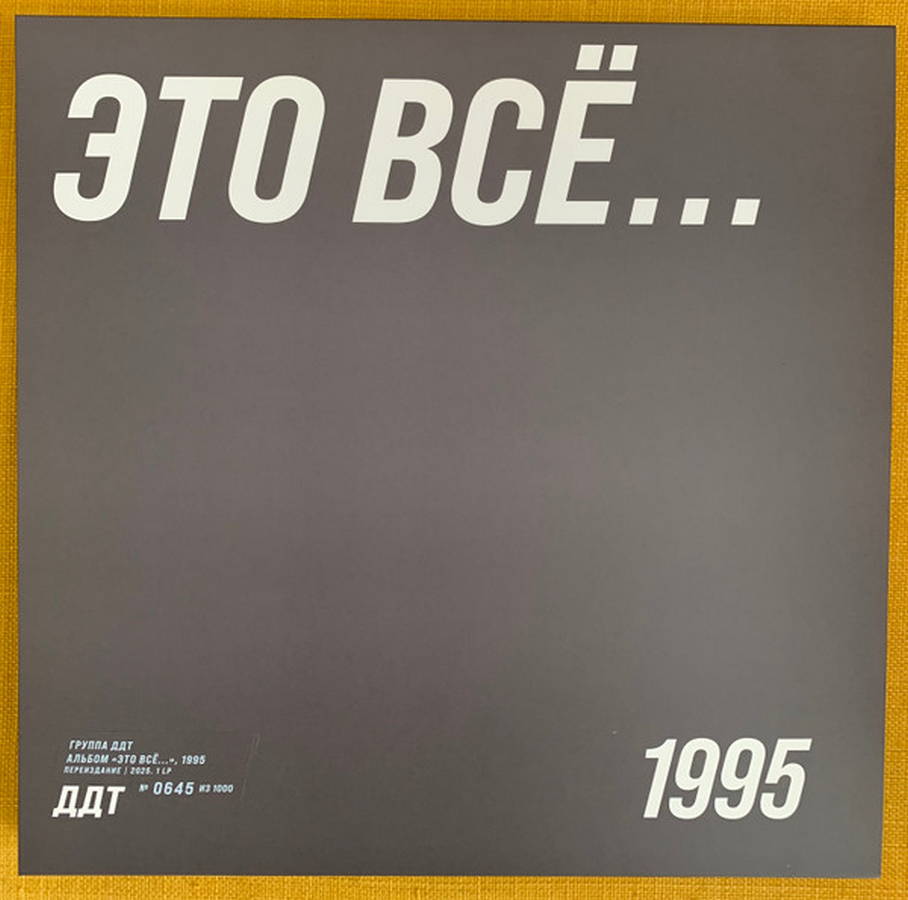 ЭТО ВСЁ...
ГРУППА ДДТ
АЛЬБОМ «ЭТО ВСЁ...», 1995
ПЕРЕИЗДАНИЕ | 2025. 1 LP
ДДТ № 0645 ИЗ 1000
1995